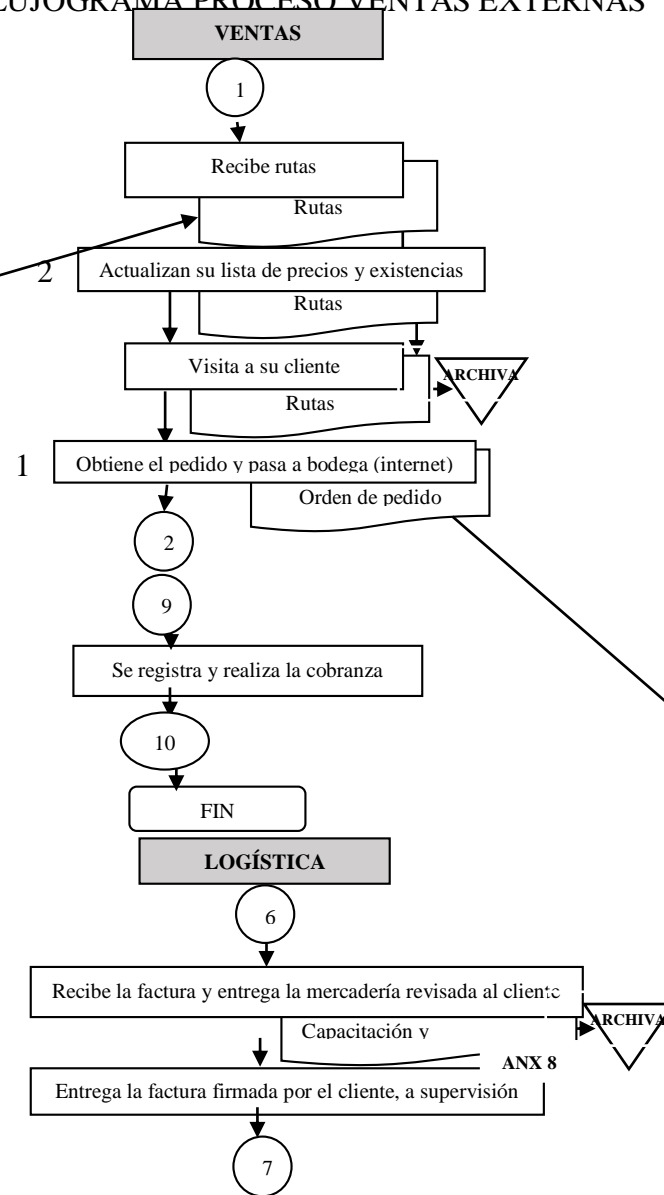 LUJOGRAMA PROCESO VENTAS EXTERNAS
VENTAS
1
Recibe rutas
Rutas
2
Actualizan su lista de precios y existencias
Rutas
Visita a su cliente
ARCHIVA
Rutas
1
Obtiene el pedido y pasa a bodega (internet)
Orden de pedido
2
9
Se registra y realiza la cobranza
10
FIN
LOGÍSTICA
6
Recibe la factura y entrega la mercadería revisada al cliente
Capacitación y
ARCHIVA
ANX 8
Entrega la factura firmada por el cliente, a supervisión
7